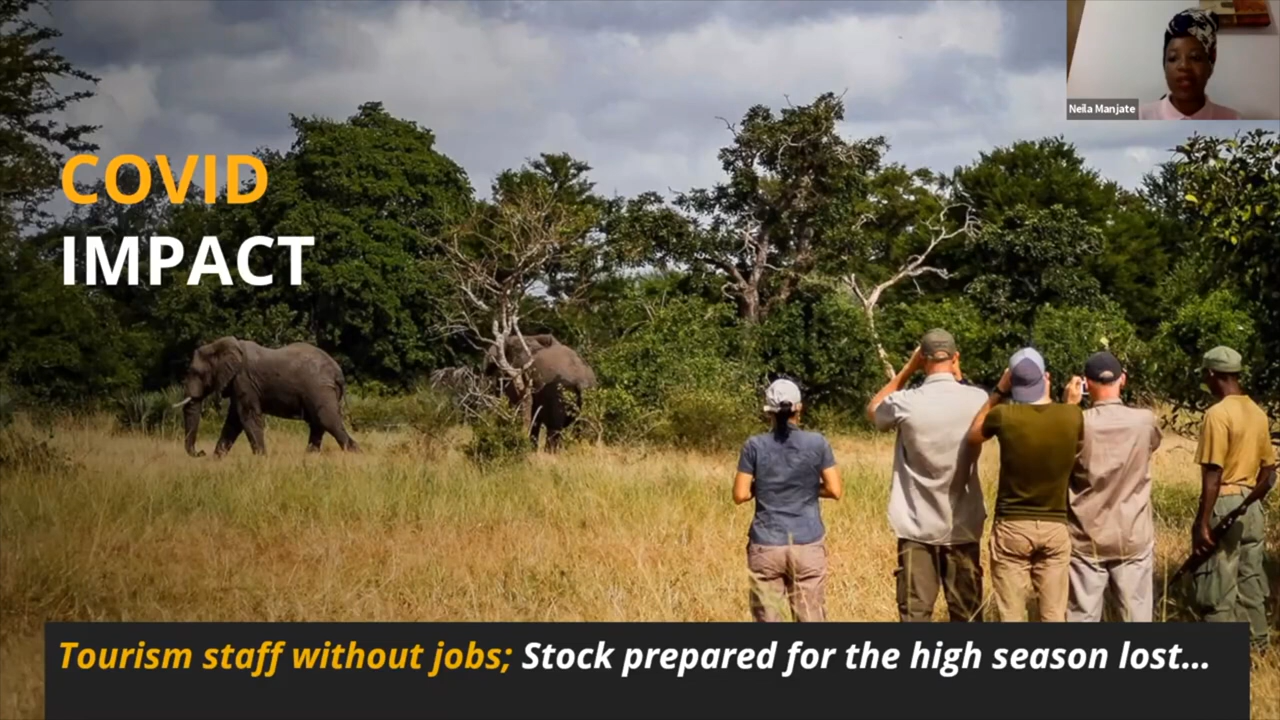 Neila Manjate
COVID
IMPACT
Tourism staff without jobs; Stock prepared for the high season lost...